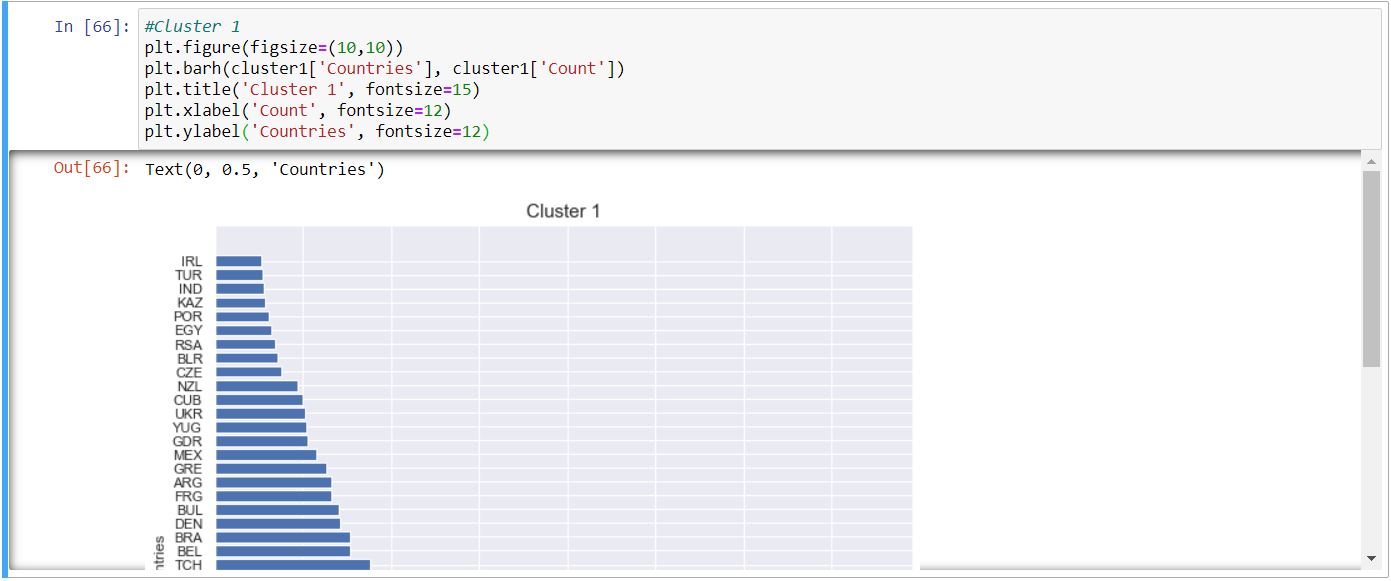 In [66]: #Cluster 1
plt.figure(figsize=(10,10))
plt.barh(cluster1['Countries'], cluster1['Count'])
plt.title('Cluster 1', fontsize=15)
plt.xlabel('Count', fontsize=12)
plt.ylabel('Countries', fontsize=12)
Out[66]: Text(0, 0.5, 'Countries')
Cluster 1
IRL
TUR
IND
KAZ
POR
EGY
RSA
BLR
CZE
NZL
CUB
UKR
YUG
GDR
MEX
GRE
ARG
FRG
BUL
DEN
BRA
BEL
TCH
ntries